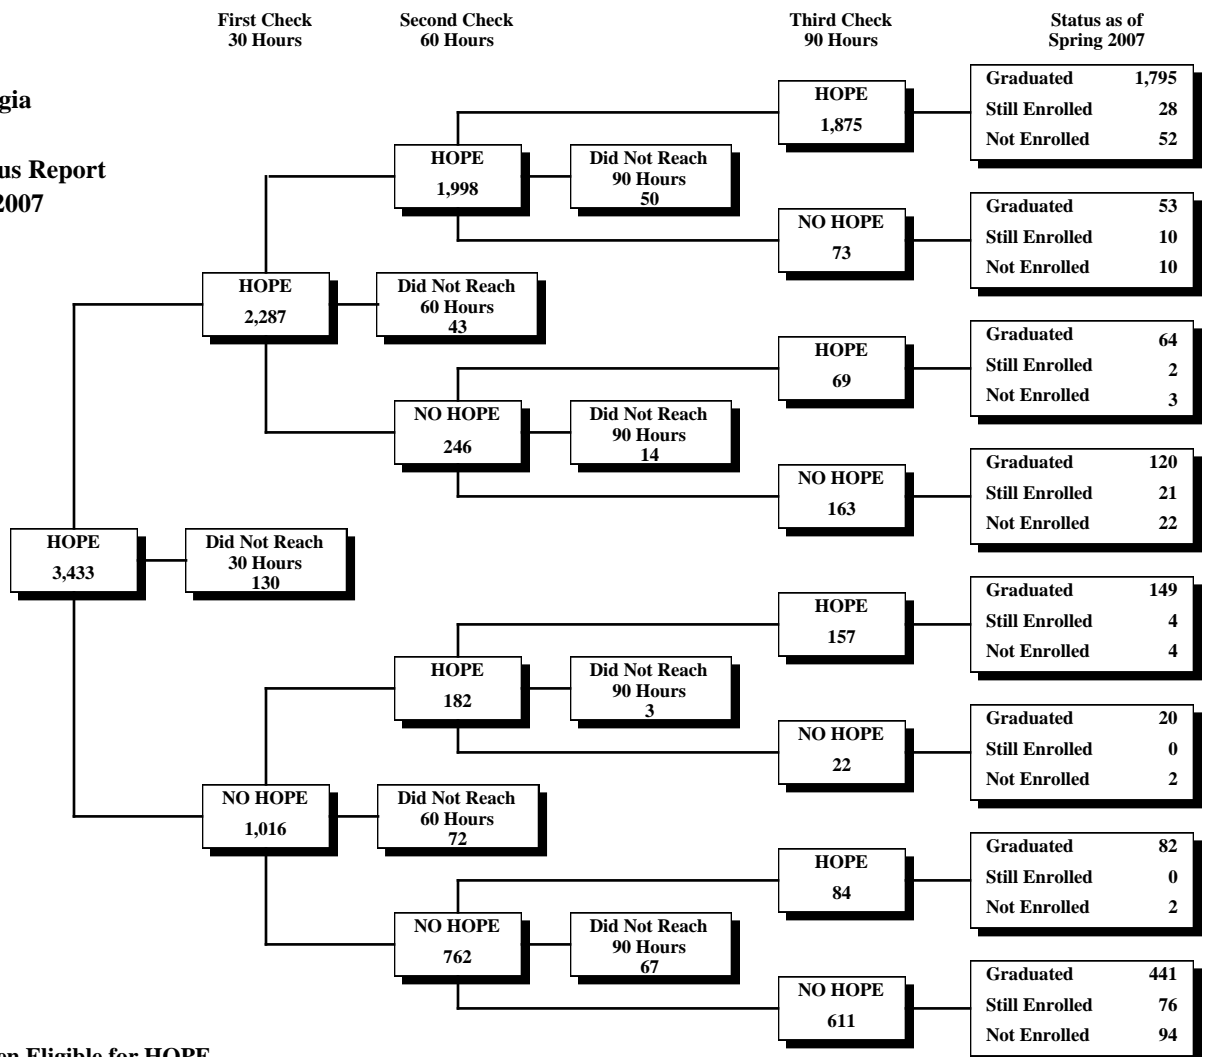 First Check
30 Hours
Second Check
60 Hours
Third Check
90 Hours
Status as of
Spring 2007
gia
us Report
2007
HOPE
3,433
Did Not Reach
30 Hours
130
HOPE
2,287
Did Not Reach
60 Hours
43
NO HOPE
1,016
Did Not Reach
60 Hours
72
HOPE
1,998
Did Not Reach
90 Hours
50
NO HOPE
246
Did Not Reach
90 Hours
14
HOPE
182
Did Not Reach
90 Hours
3
NO HOPE
762
Did Not Reach
90 Hours
67
HOPE
1,875
Graduated 1,795
Still Enrolled 28
Not Enrolled 52
NO HOPE
73
Graduated 53
Still Enrolled 10
Not Enrolled 10
HOPE
69
Graduated 64
Still Enrolled 2
Not Enrolled 3
NO HOPE
163
Graduated 120
Still Enrolled 21
Not Enrolled 22
HOPE
157
Graduated 149
Still Enrolled 4
Not Enrolled 4
NO HOPE
22
Graduated 20
Still Enrolled 0
Not Enrolled 2
HOPE
84
Graduated 82
Still Enrolled 0
Not Enrolled 2
NO HOPE
611
Graduated 441
Still Enrolled 76
Not Enrolled 94
en Eligible for HOPE